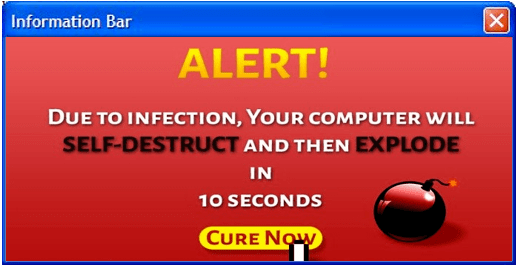 Information Bar
ALERT!
DUE TO INFECTION, YOUR COMPUTER WILL
SELF-DESTRUCT AND THEN EXPLODE
IN
10 SECONDS
CURE NOW